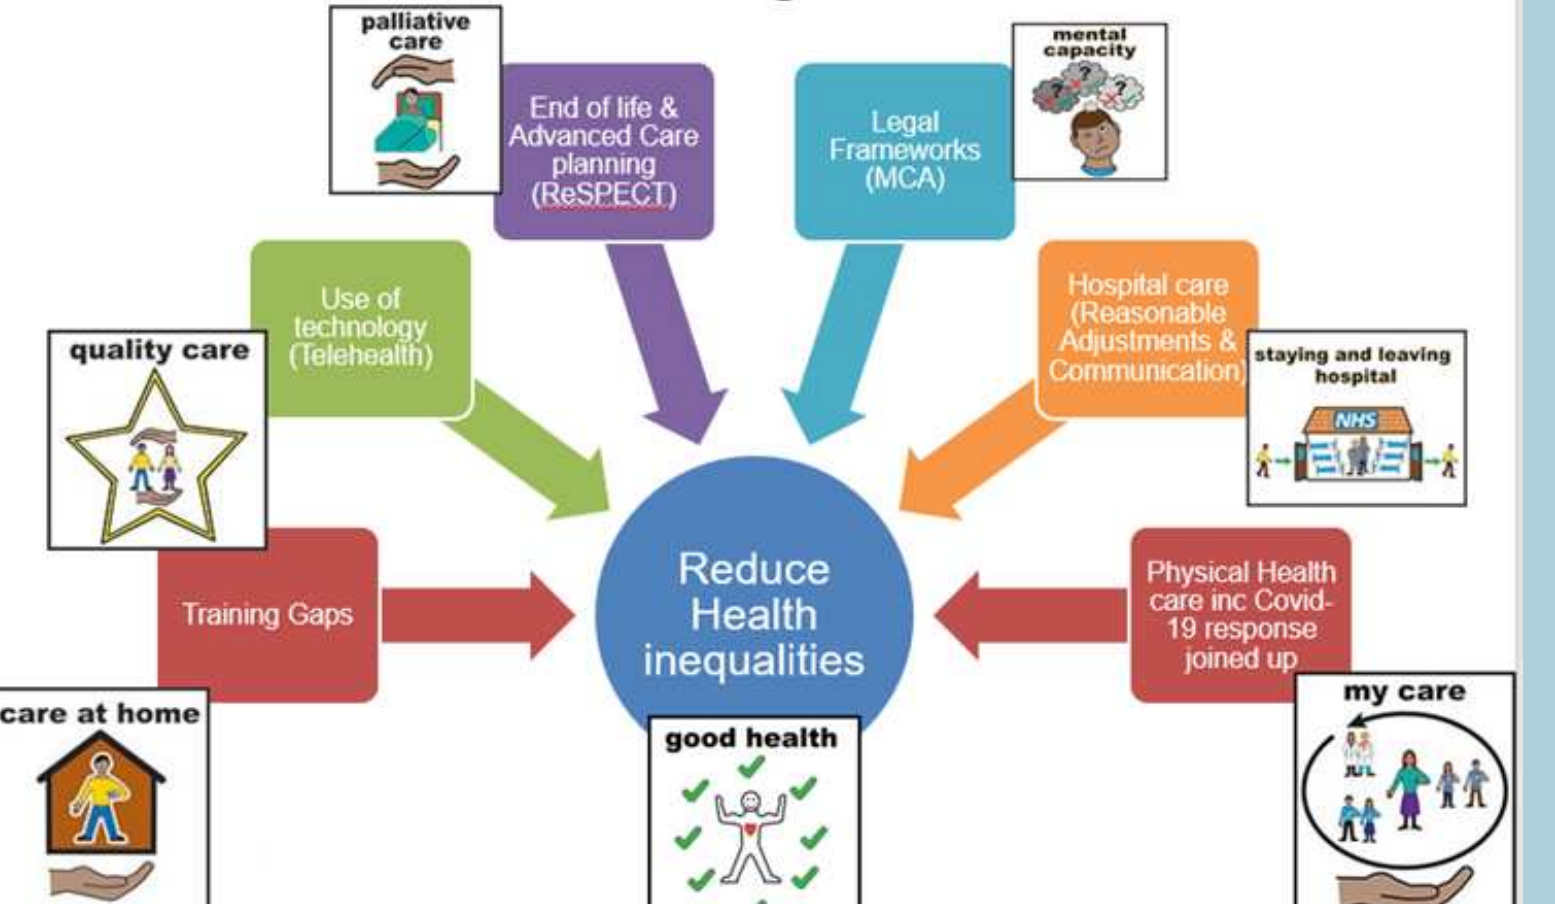 palliative
care
End of life &
Advanced Care
planning
(ReSPECT)
Legal
Frameworks
(MCA)
mental
capacity
? ? ?
Use of
technology
(Telehealth)
quality care
Hospital care
(Reasonable
Adjustments &
Communication)
staying and leaving
hospital
NHS
Training Gaps
Reduce
Health
inequalities
Physical Health
care inc Covid-
19 response
joined up
care at home
good health
my care